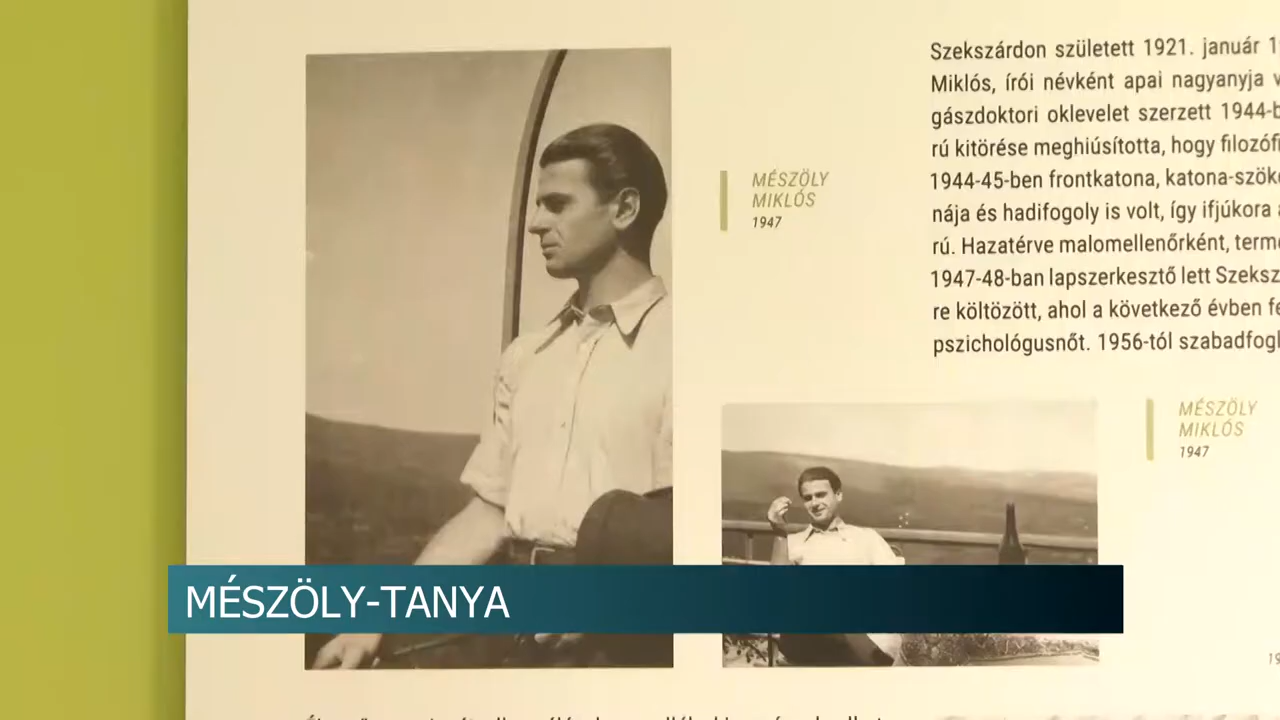 Szekszárdon született 1921. január
Miklós, írói névként apai nagyanyja
gászdoktori oklevelet szerzett 1944-b
rú kitörése meghiúsította, hogy filozófi
1944-45-ben frontkatona, katona-szök
nája és hadifogoly is volt, így ifjúkora
rú. Hazatérve malomellenőrként, term
1947-48-ban lapszerkesztő lett Szeksz
re költözött, ahol a következő évben fe
pszichológusnőt. 1956-tól szabadfogl
MÉSZÖLY
MIKLÓS
1947
MÉSZÖLY
MIKLÓS
1947
MÉSZÖLY-TANYA